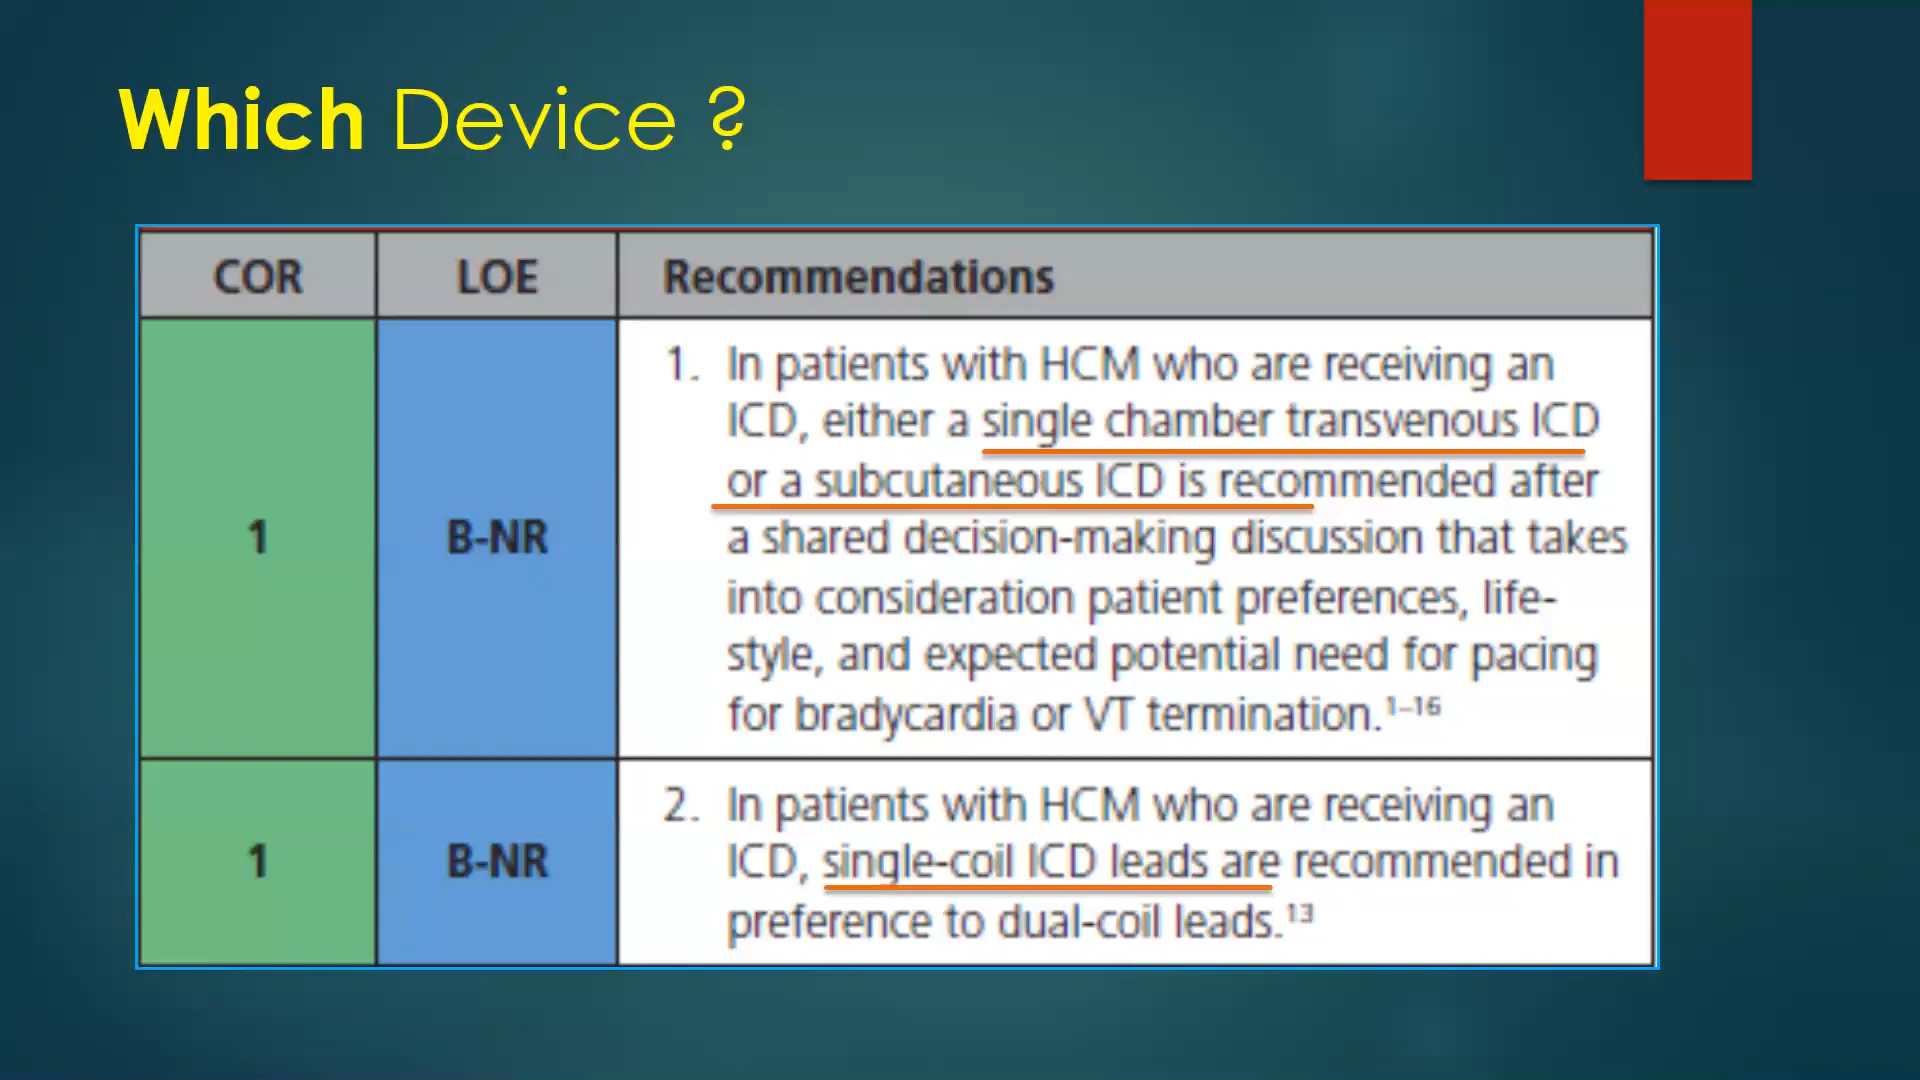 Which Device ?
COR LOE Recommendations
1 B-NR 1. In patients with HCM who are receiving an
ICD, either a single chamber transvenous ICD
or a subcutaneous ICD is recommended after
a shared decision-making discussion that takes
into consideration patient preferences, life-
style, and expected potential need for pacing
for bradycardia or VT termination.1–16
1 B-NR 2. In patients with HCM who are receiving an
ICD, single-coil ICD leads are recommended in
preference to dual-coil leads.13